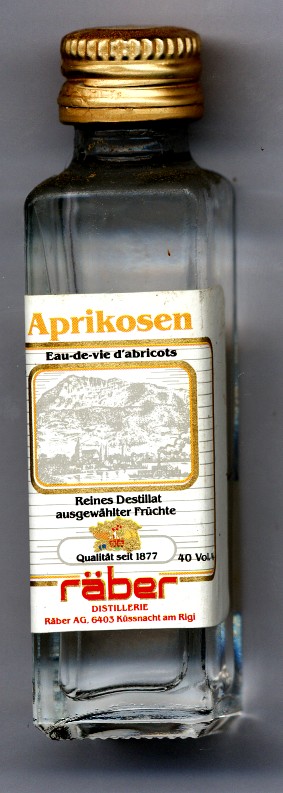 Aprikosen
Eau-de-vie d'abricots
Reines Destillat
ausgewählter Früchte
Qualität seit 1877
40 Vol.%
räber
DISTILLERIE
Räber AG, 6403 Küssnacht am Rigi